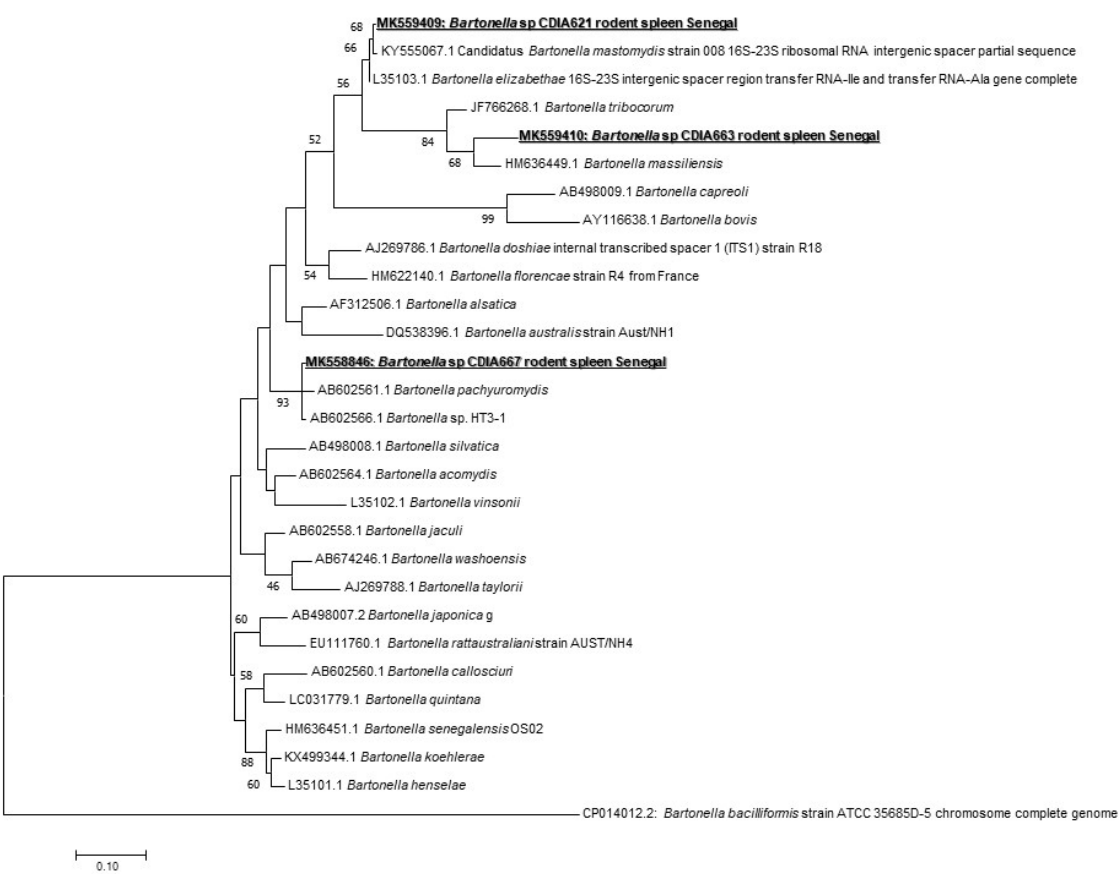 68
MK559409: Bartonella sp CDIA621 rodent spleen Senegal
66
KY555067.1 Candidatus Bartonella mastomydis strain 008 16S-23S ribosomal RNA intergenic spacer partial sequence
L35103.1 Bartonella elizabethae 16S-23S intergenic spacer region transfer RNA-Ile and transfer RNA-Ala gene complete
56
JF766268.1 Bartonella tribocorum
52
84
MK559410: Bartonella sp CDIA663 rodent spleen Senegal
68
HM636449.1 Bartonella massiliensis
AB498009.1 Bartonella capreoli
99
AY116638.1 Bartonella bovis
AJ269786.1 Bartonella doshiae internal transcribed spacer 1 (ITS1) strain R18
54
HM622140.1 Bartonella florencae strain R4 from France
AF312506.1 Bartonella alsatica
DQ538396.1 Bartonella australis strain Aust/NH1
MK558846: Bartonella sp CDIA667 rodent spleen Senegal
AB602561.1 Bartonella pachyuromydis
93
AB602566.1 Bartonella sp. HT3-1
AB498008.1 Bartonella silvatica
AB602564.1 Bartonella acomydis
L35102.1 Bartonella vinsonii
AB602558.1 Bartonella jaculi
AB674246.1 Bartonella washoensis
46
AJ269788.1 Bartonella taylorii
60
AB498007.2 Bartonella japonica g
EU111760.1 Bartonella rattaustraliani strain AUST/NH4
58
AB602560.1 Bartonella callosciuri
LC031779.1 Bartonella quintana
HM636451.1 Bartonella senegalensis OS02
88
KX499344.1 Bartonella koehlerae
60
L35101.1 Bartonella henselae
CP014012.2: Bartonella bacilliformis strain ATCC 35685D-5 chromosome complete genome
0.10